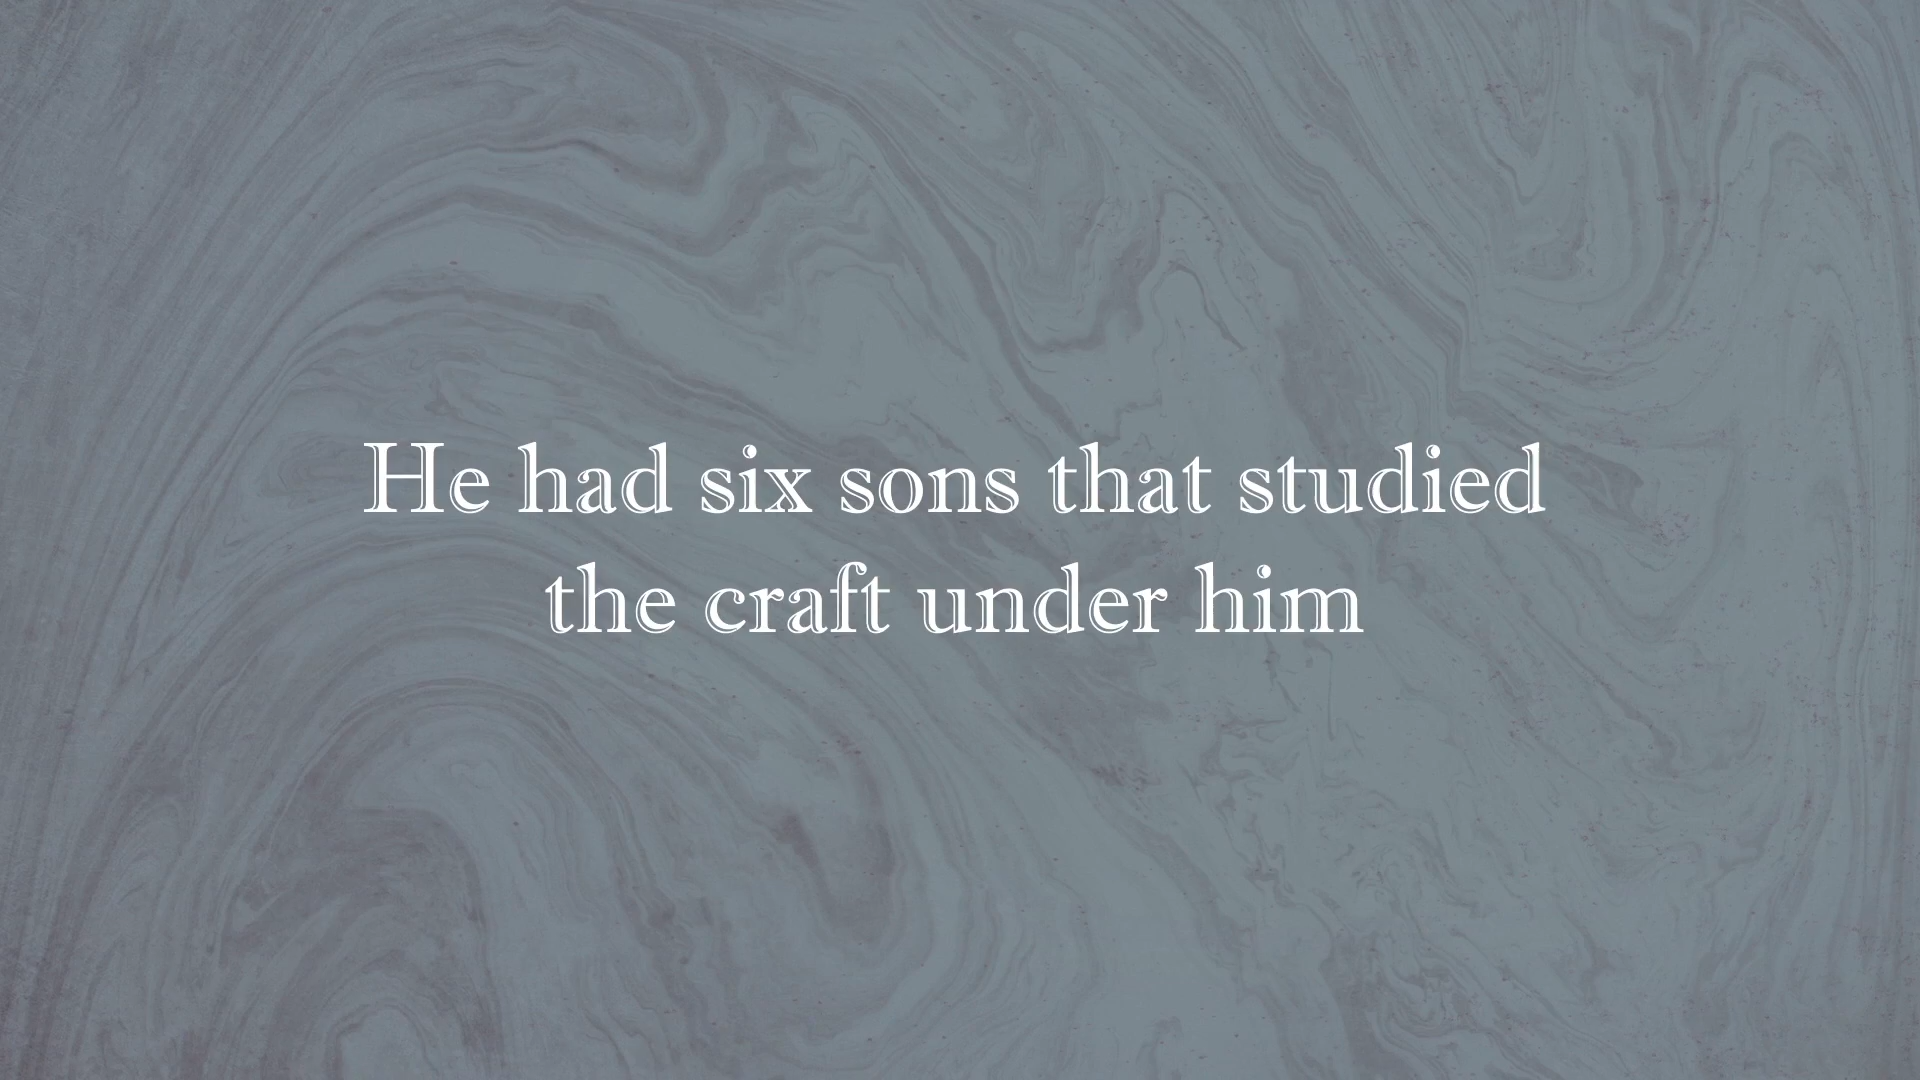 He had six sons that studied
the craft under him